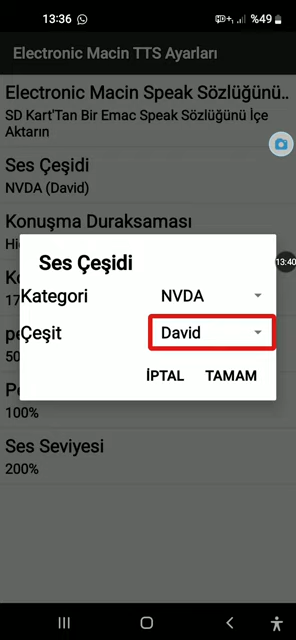 13:36
%49
Electronic Macin TTS Ayarları
Electronic Macin Speak Sözlüğünü..
SD Kart'Tan Bir Emac Speak Sözlüğünü İçe
Aktarın
Ses Çeşidi
NVDA (David)
Konuşma Duraksaması
13:40
Ses Çeşidi
Kategori NVDA
Çeşit David
İPTAL TAMAM
100%
Ses Seviyesi
200%